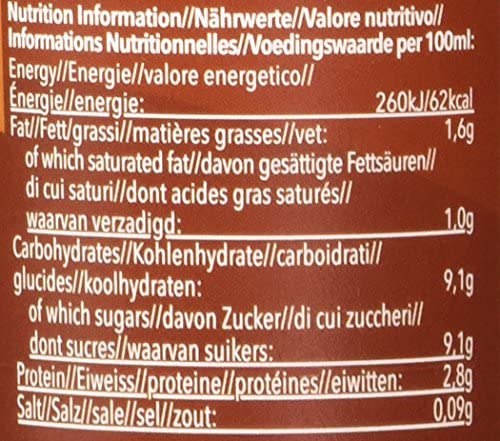 Nutrition Information//Nährwerte//Valore nutritivo//
Informations Nutritionnelles//Voedingswaarde per 100ml:
Energy//Energie//valore energetico//
Énergie//energie: 260kJ/62kcal
Fat//Fett/grassi//matières grasses//vet: 1,6g
of which saturated fat//davon gesättigte Fettsäuren//
di cui saturi//dont acides gras saturés//
waarvan verzadigd: 1,0g
Carbohydrates//Kohlenhydrate//carboidrati//
glucides//koolhydraten: 9,1g
of which sugars//davon Zucker//di cui zuccheri//
dont sucres//waarvan suikers: 9,1g
Protein//Eiweiss//proteine//protéines//eiwitten: 2,8g
Salt//Salz//sale//sel//zout: 0,09g